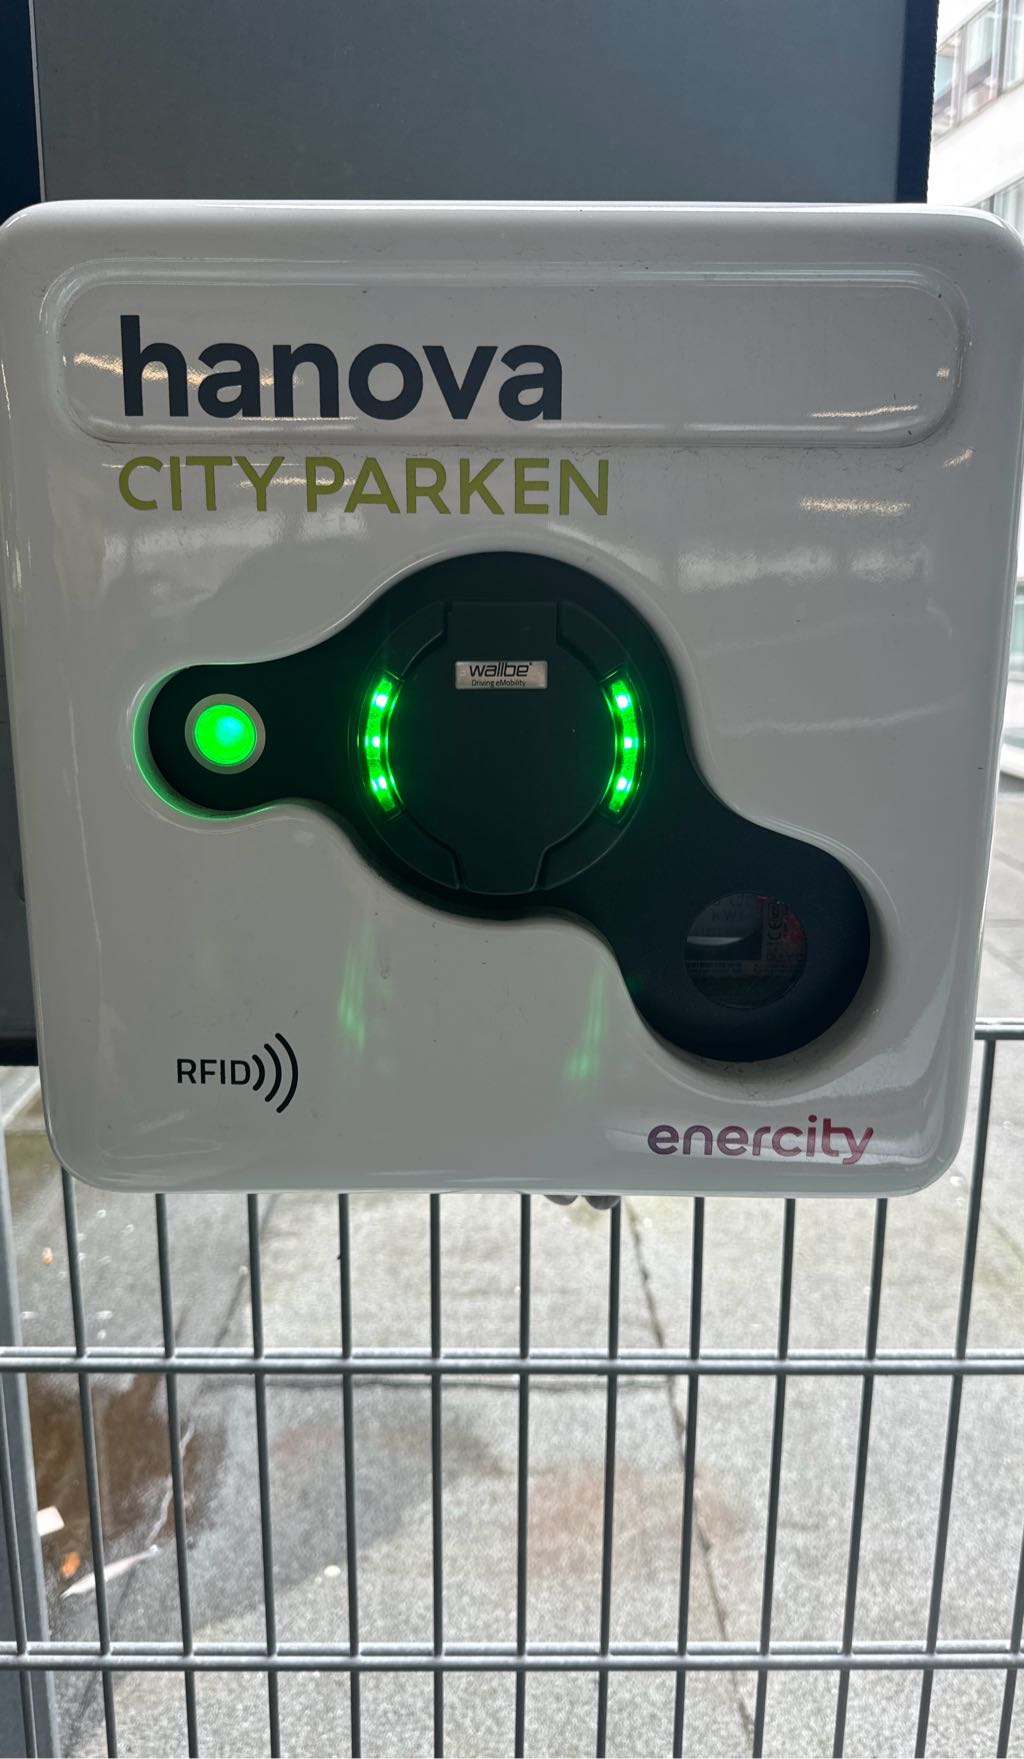 hanova
CITY PARKEN
wallbe
Driving eMobility
RFID
enercity